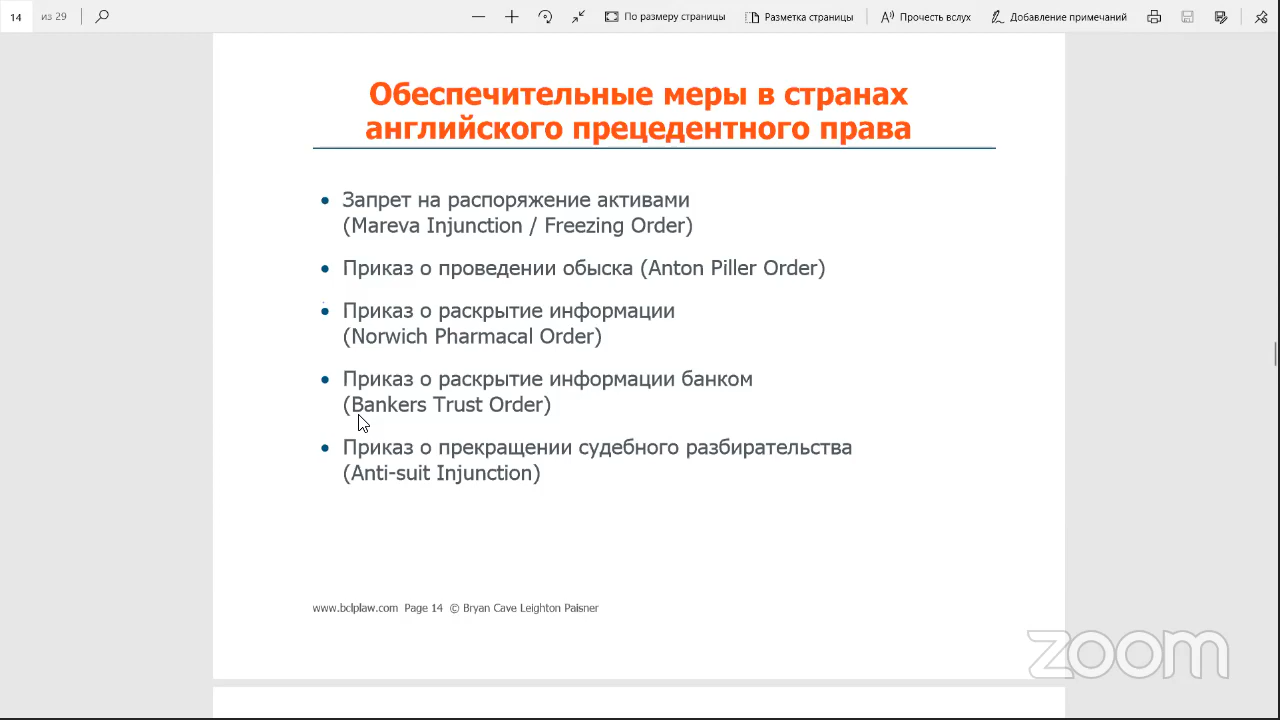 14 из 29 По размеру страницы Разметка страницы Прочесть вслух Добавление примечаний
Обеспечительные меры в странах
английского прецедентного права
• Запрет на распоряжение активами
(Mareva Injunction / Freezing Order)
• Приказ о проведении обыска (Anton Piller Order)
• Приказ о раскрытие информации
(Norwich Pharmacal Order)
• Приказ о раскрытие информации банком
(Bankers Trust Order)
• Приказ о прекращении судебного разбирательства
(Anti-suit Injunction)
www.bclplaw.com Page 14 © Bryan Cave Leighton Paisner
zoom